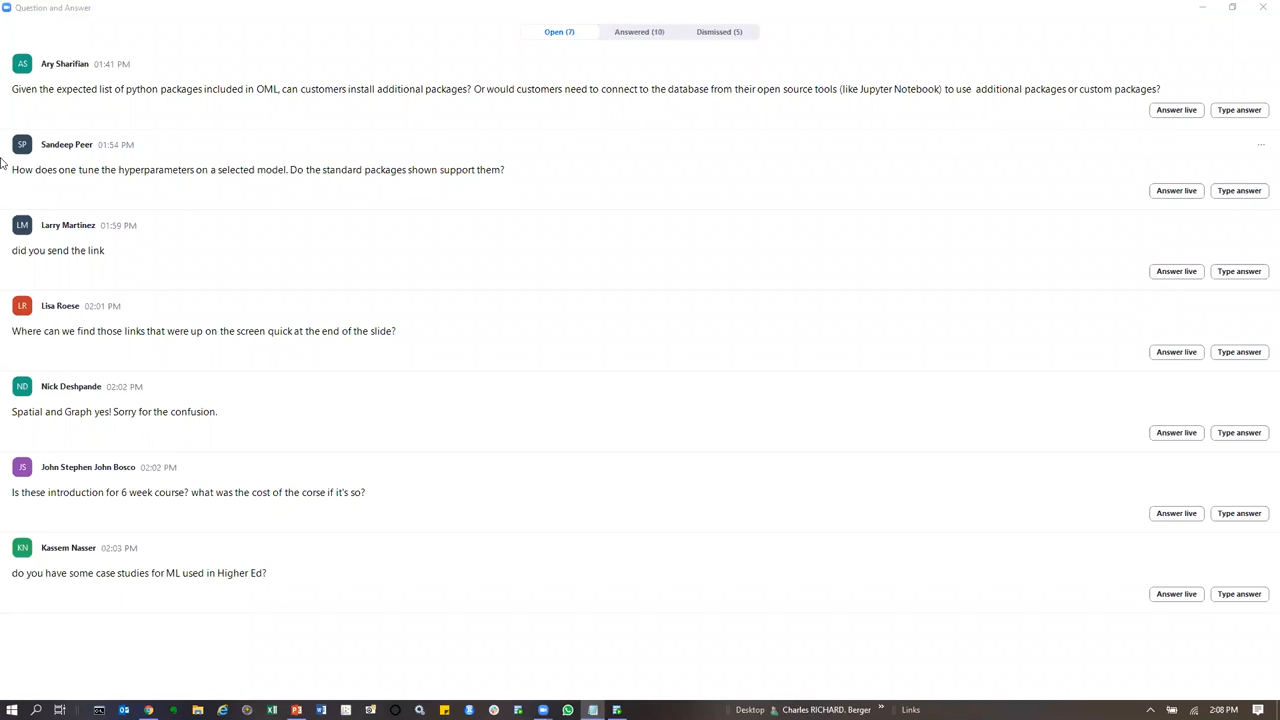 Question and Answer
Open (7) Answered (10) Dismissed (5)
AS Ary Sharifian 01:41 PM
Given the expected list of python packages included in OML, can customers install additional packages? Or would customers need to connect to the database from their open source tools (like Jupyter Notebook) to use additional packages or custom packages?
Answer live Type answer
SP Sandeep Peer 01:54 PM ...
How does one tune the hyperparameters on a selected model. Do the standard packages shown support them?
Answer live Type answer
LM Larry Martinez 01:59 PM
did you send the link
Answer live Type answer
LR Lisa Roese 02:01 PM
Where can we find those links that were up on the screen quick at the end of the slide?
Answer live Type answer
ND Nick Deshpande 02:02 PM
Spatial and Graph yes! Sorry for the confusion.
Answer live Type answer
JS John Stephen John Bosco 02:02 PM
Is these introduction for 6 week course? what was the cost of the corse if it's so?
Answer live Type answer
KN Kassem Nasser 02:03 PM
do you have some case studies for ML used in Higher Ed?
Answer live Type answer
Desktop Charles RICHARD. Berger » Links 2:08 PM